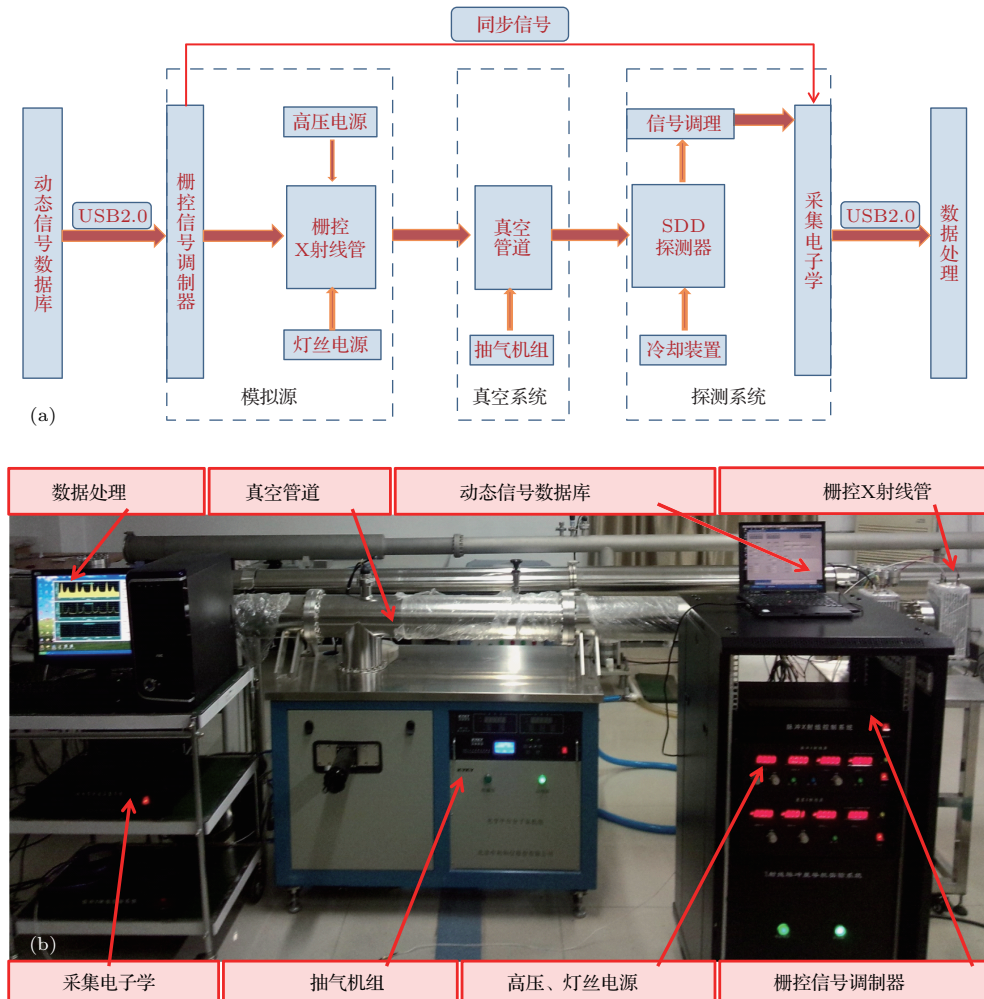 同步信号
高压电源
信号调理
动态信号数据库
USB2.0
栅控信号调制器
栅控
X射线管
真空
管道
SDD
探测器
采集电子学
USB2.0
数据处理
灯丝电源
抽气机组
冷却装置
模拟源
真空系统
探测系统
(a)
数据处理
真空管道
动态信号数据库
栅控X射线管
(b)
采集电子学
抽气机组
高压、灯丝电源
栅控信号调制器